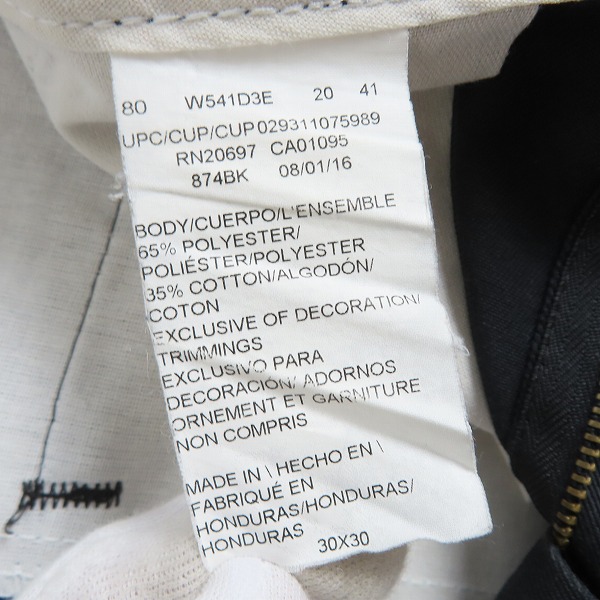 80 W541D3E 20 41
UPC/CUP/CUP029311075989
RN20697 CA01095
874BK 08/01/16
BODY/CUERPO/L'ENSEMBLE
65% POLYESTER/
POLIÉSTER/POLYESTER
35% COTTON/ALGODÓN/
COTON
EXCLUSIVE OF DECORATION/
TRIMMINGS
EXCLUSIVO PARA
DECORACIÓN/ ADORNOS
ORNEMENT ET GARNITURE
NON COMPRIS
MADE IN \ HECHO EN \
FABRIQUÉ EN
HONDURAS/HONDURAS/
HONDURAS 30X30